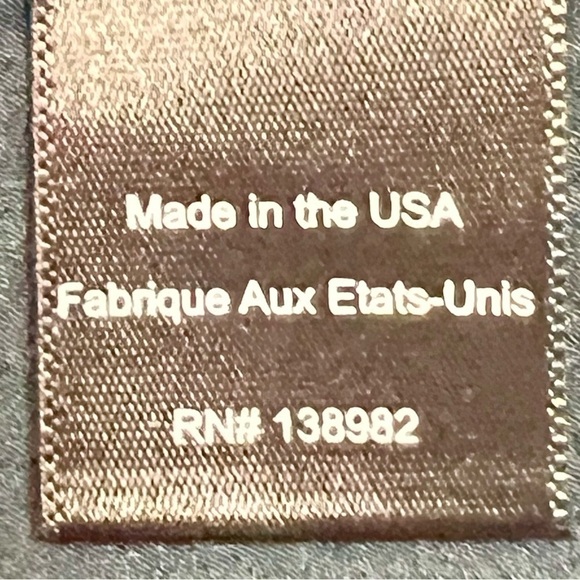 Made in the USA
Fabrique Aux Etats-Unis
RN# 138982